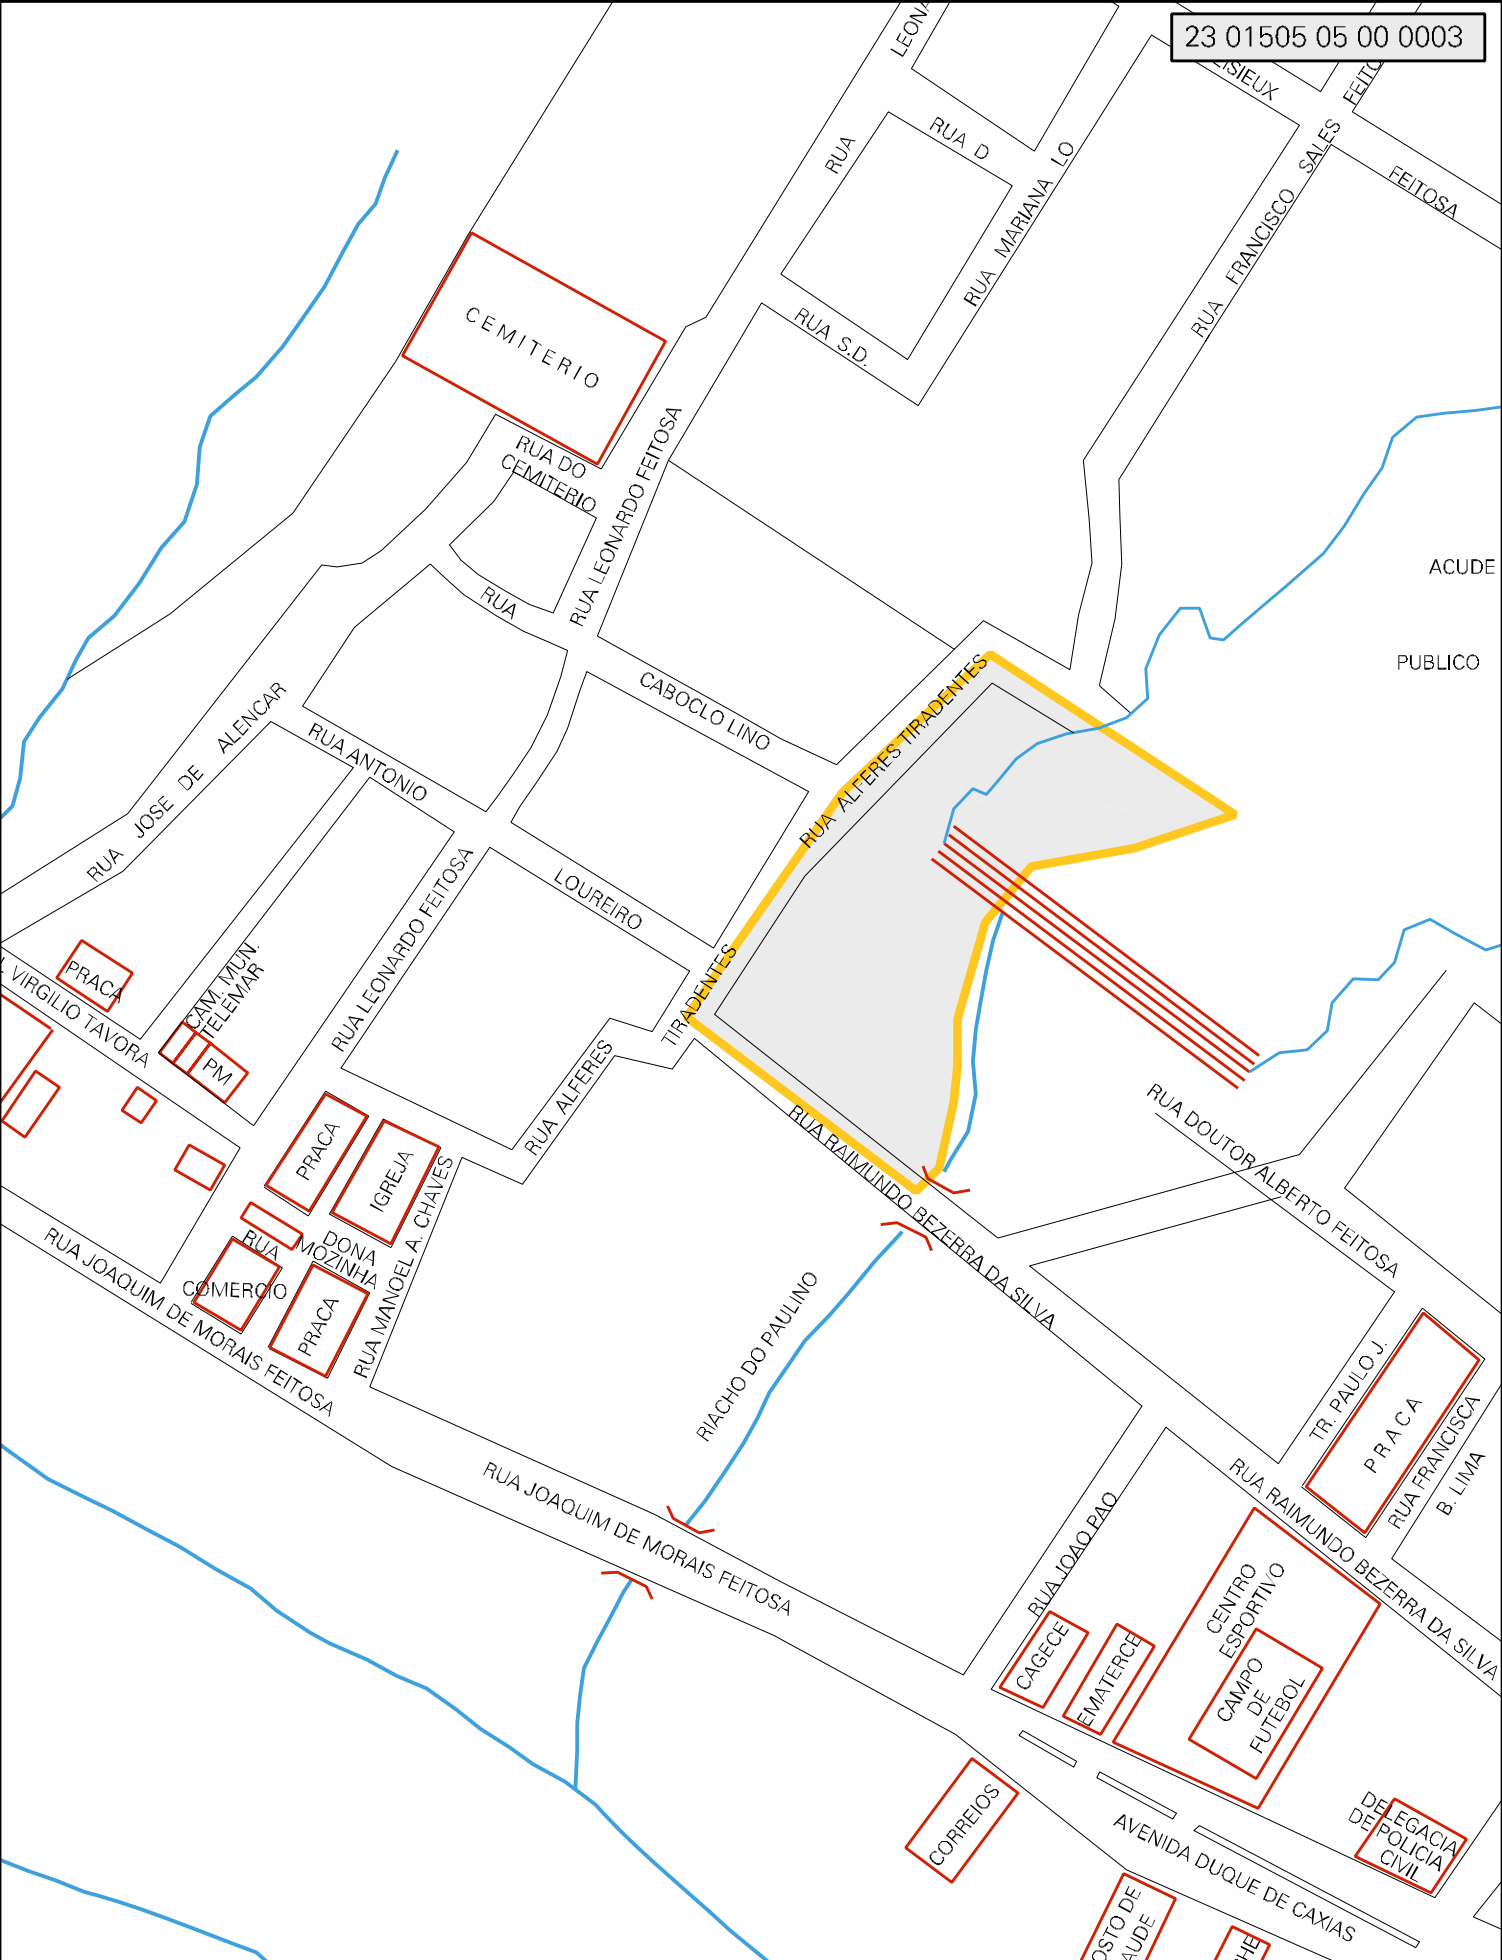 23 01505 05 00 0003
RUA
RUA D
RUA MARIANA LO
RUA FRANCISCO SALES
FEITOSA
CEMITERIO
RUA S.D.
RUA DO
CEMITERIO
RUA LEONARDO FEITOSA
ACUDE
PUBLICO
RUA
CABOCLO LINO
RUA ALFERES TIRADENTES
RUA JOSE DE ALENCAR
RUA ANTONIO
LOUREIRO
RUA LEONARDO FEITOSA
PRACA
VIRGILIO TAVORA
CAM. MUN.
TELEMAR
PM
TIRADENTES
RUA ALFERES
PRACA
IGREJA
RUA MANOEL A. CHAVES
RUA
DONA
MOZINHA
COMERCIO
PRACA
RUA JOAQUIM DE MORAIS FEITOSA
RUA RAIMUNDO BEZERRA DA SILVA
RUA DOUTOR ALBERTO FEITOSA
RIACHO DO PAULINO
TR. PAULO J.
PRACA
RUA FRANCISCA
B. LIMA
RUA JOAQUIM DE MORAIS FEITOSA
RUA JOAO PAO
RUA RAIMUNDO BEZERRA DA SILVA
CENTRO
ESPORTIVO
CAMPO
DE
FUTEBOL
CAGECE
EMATERCE
CORREIOS
AVENIDA DUQUE DE CAXIAS
DELEGACIA
DE POLICIA
CIVIL